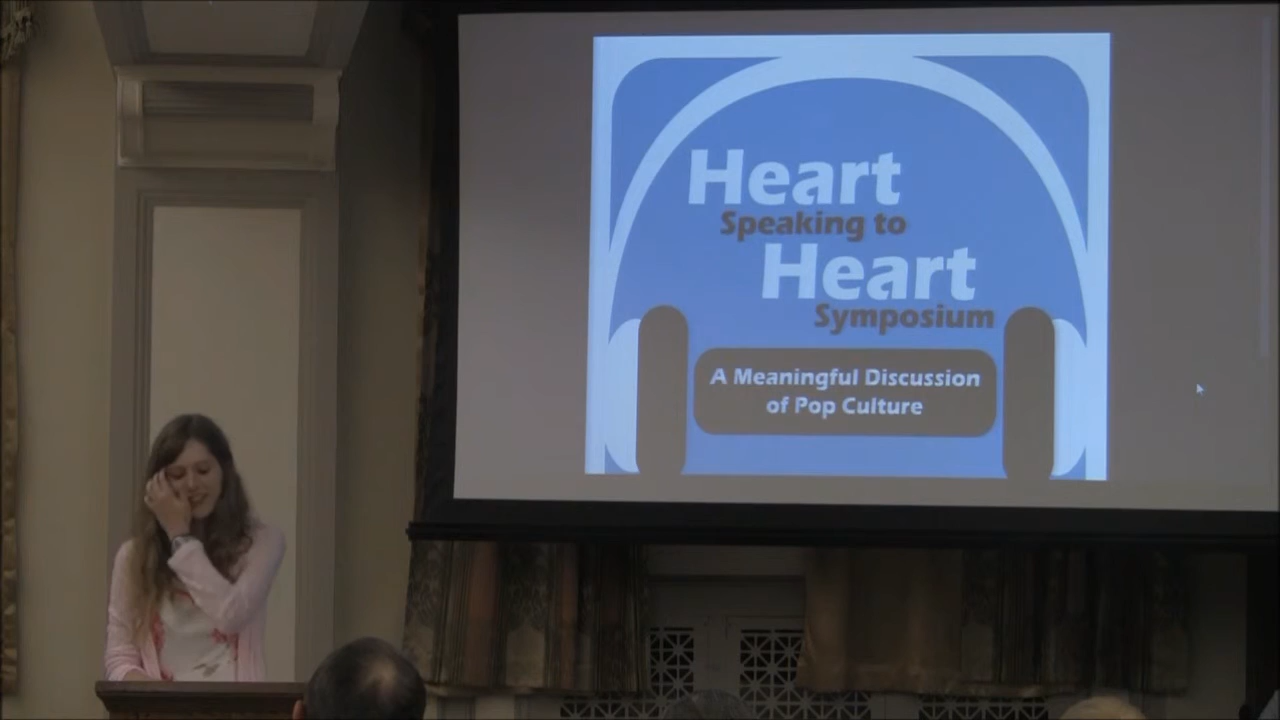 Heart
Speaking to
Heart
Symposium
A Meaningful Discussion
of Pop Culture